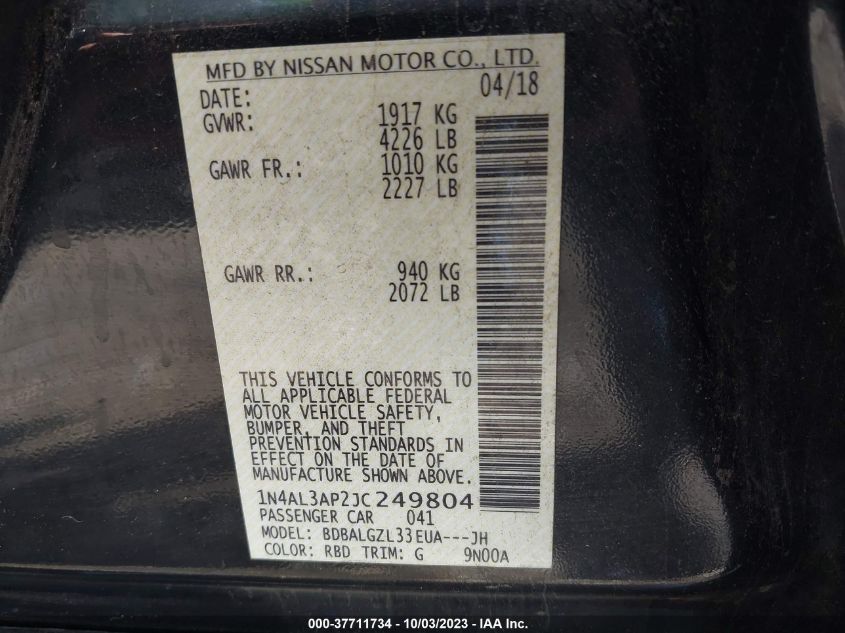 MFD BY NISSAN MOTOR CO., LTD.
DATE: 04/18
GVWR: 1917 KG
4226 LB
GAWR FR.: 1010 KG
2227 LB
GAWR RR.: 940 KG
2072 LB
THIS VEHICLE CONFORMS TO
ALL APPLICABLE FEDERAL
MOTOR VEHICLE SAFETY,
BUMPER, AND THEFT
PREVENTION STANDARDS IN
EFFECT ON THE DATE OF
MANUFACTURE SHOWN ABOVE.
1N4AL3AP2JC249804
PASSENGER CAR 041
MODEL: BDBALGZL33EUA---JH
COLOR: RBD TRIM: G 9N00A
000-37711734 - 10/03/2023 - IAA Inc.